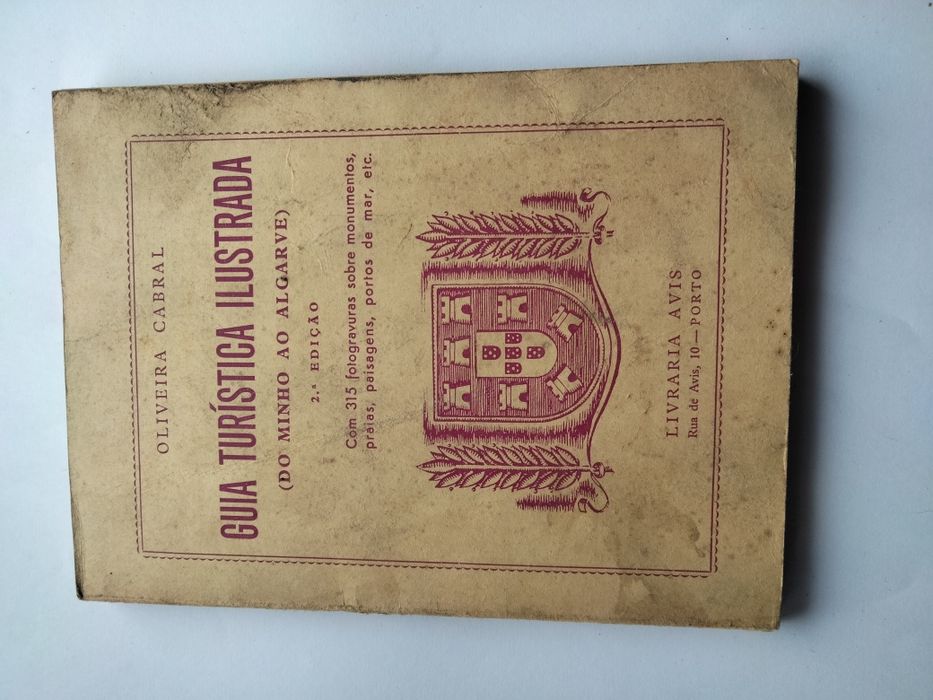 OLIVEIRA CABRAL
GUIA TURÍSTICA ILUSTRADA
(DO MINHO AO ALGARVE)
2.ª EDIÇÃO
Com 315 fotogravuras sobre monumentos,
praias, paisagens, portos de mar, etc.
LIVRARIA AVIS
Rua de Avis, 10 — PORTO